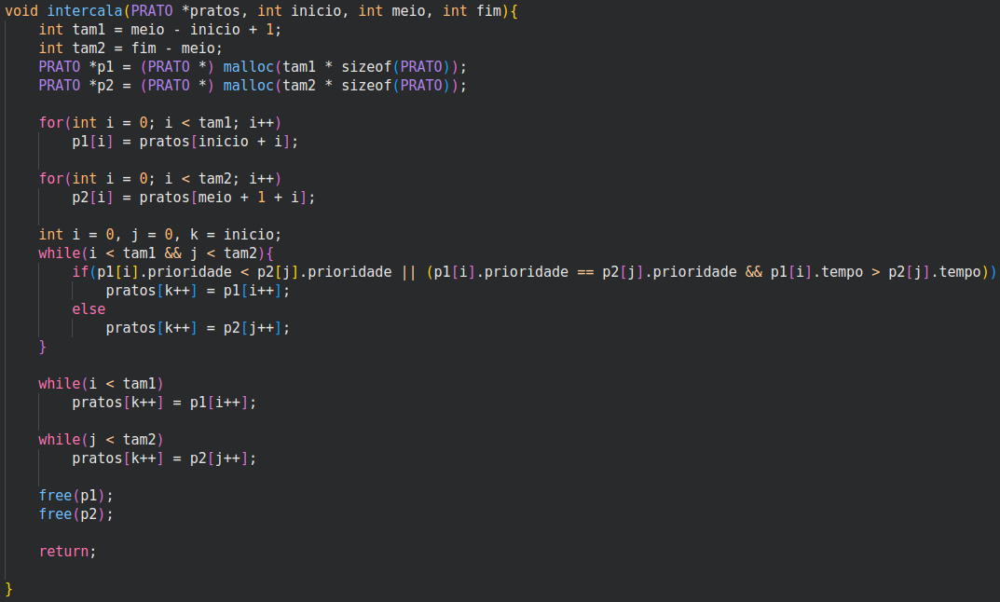 void intercala(PRATO *pratos, int inicio, int meio, int fim){
    int tam1 = meio - inicio + 1;
    int tam2 = fim - meio;
    PRATO *p1 = (PRATO *) malloc(tam1 * sizeof(PRATO));
    PRATO *p2 = (PRATO *) malloc(tam2 * sizeof(PRATO));

    for(int i = 0; i < tam1; i++)
        p1[i] = pratos[inicio + i];

    for(int i = 0; i < tam2; i++)
        p2[i] = pratos[meio + 1 + i];

    int i = 0, j = 0, k = inicio;
    while(i < tam1 && j < tam2){
        if(p1[i].prioridade < p2[j].prioridade || (p1[i].prioridade == p2[j].prioridade && p1[i].tempo > p2[j].tempo))
            pratos[k++] = p1[i++];
        else
            pratos[k++] = p2[j++];
    }

    while(i < tam1)
        pratos[k++] = p1[i++];

    while(j < tam2)
        pratos[k++] = p2[j++];

    free(p1);
    free(p2);

    return;

}